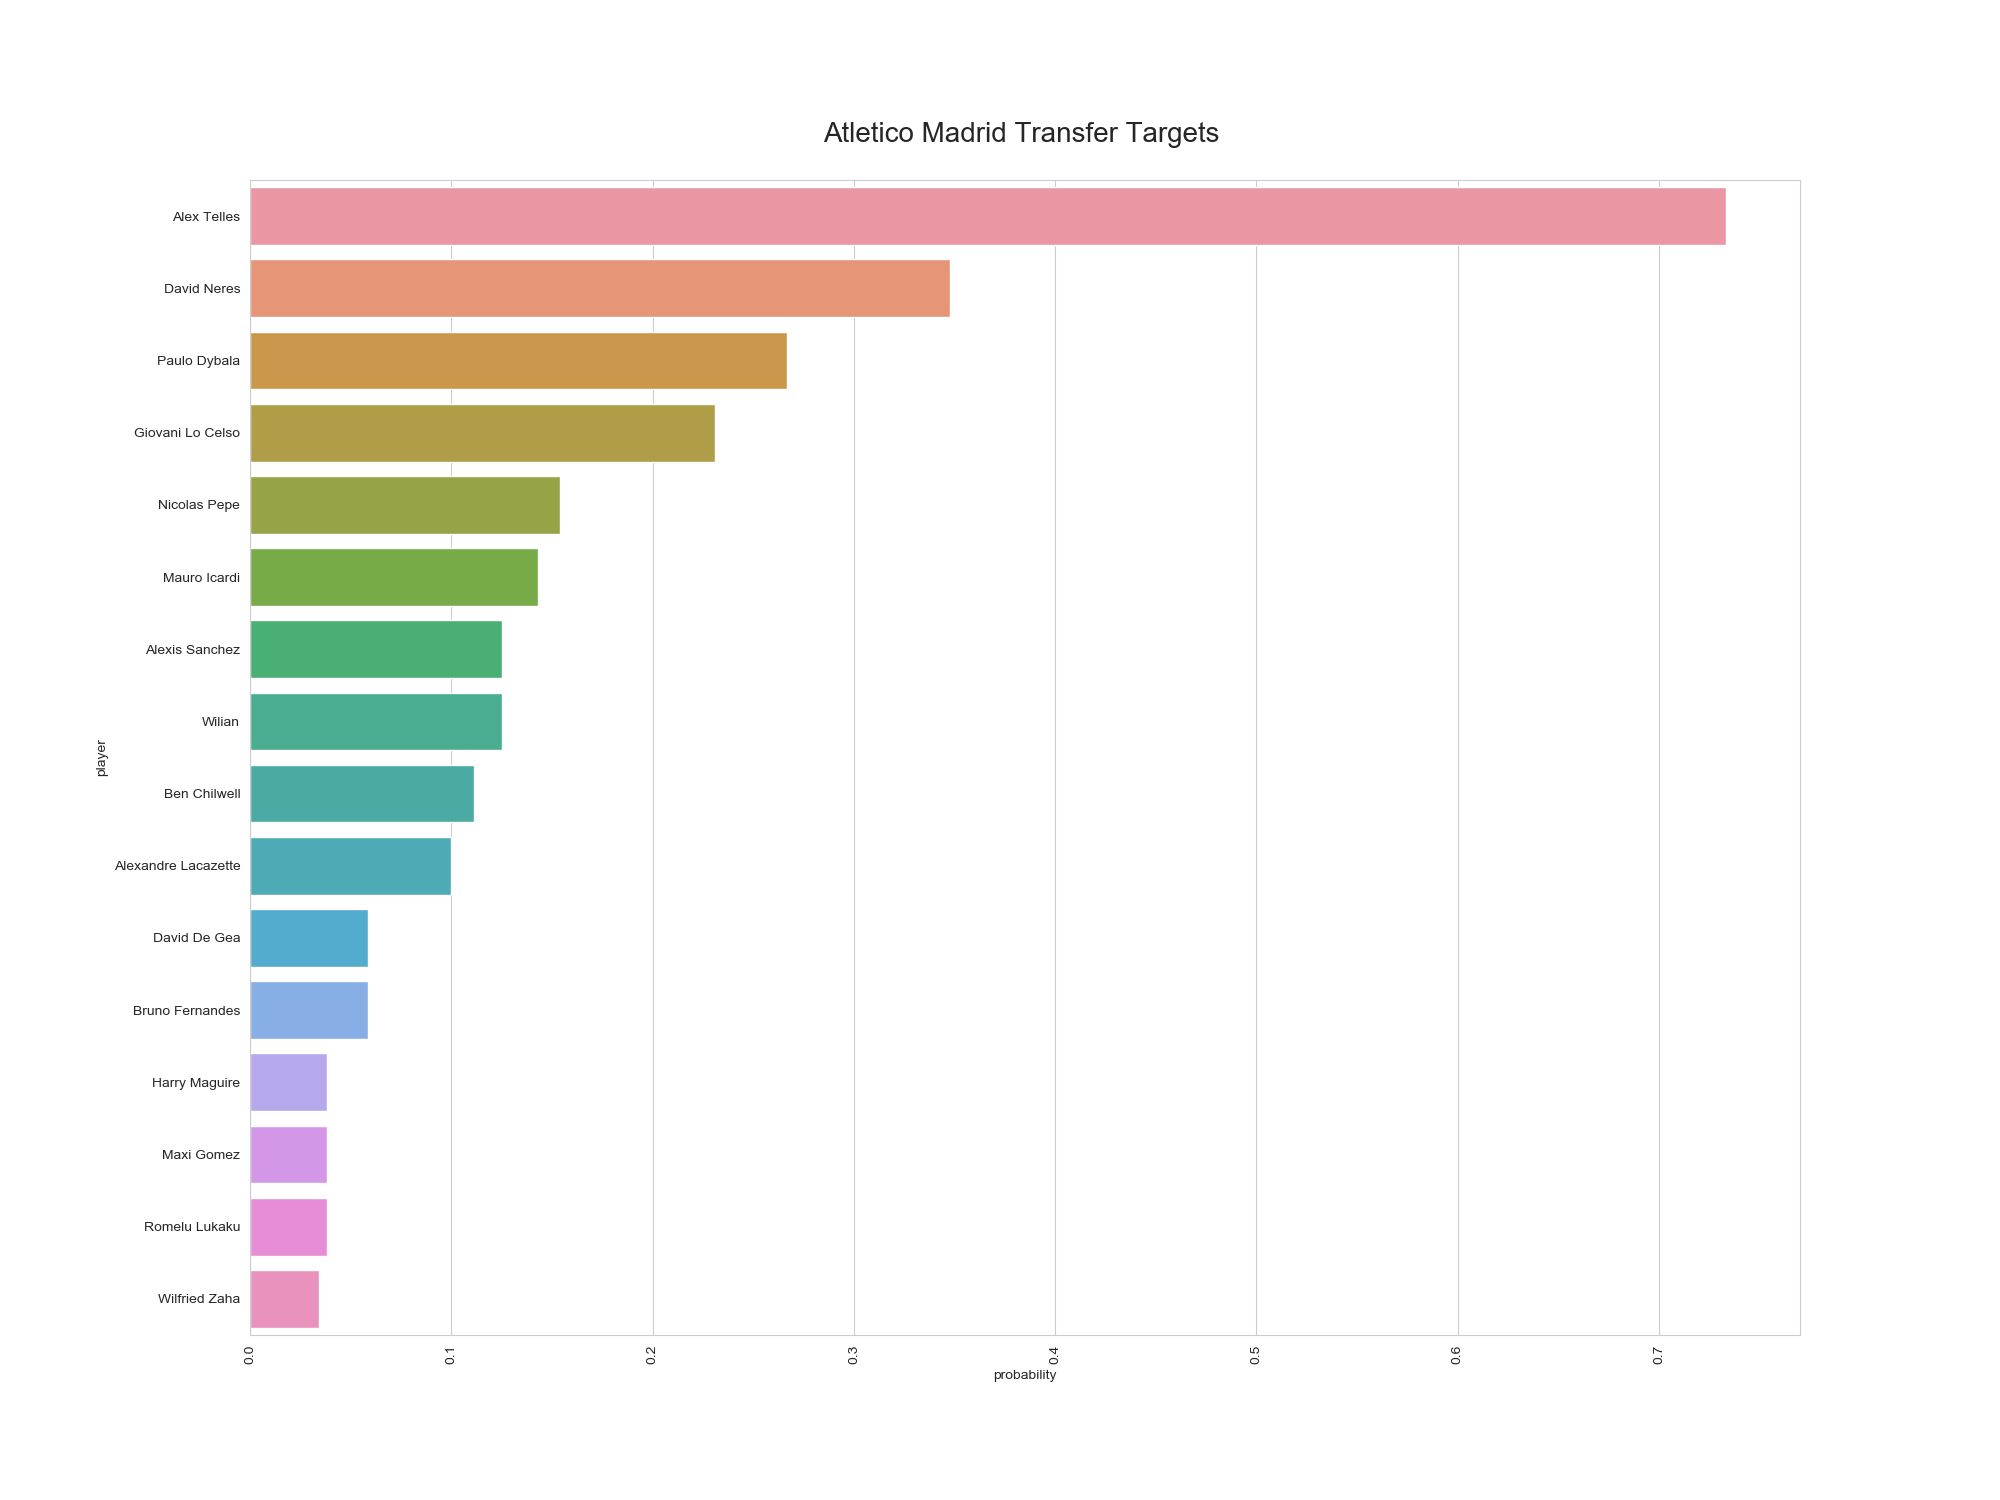 Atletico Madrid Transfer Targets
Alex Telles
David Neres
Paulo Dybala
Giovani Lo Celso
Nicolas Pepe
Mauro Icardi
Alexis Sanchez
Wilian
Ben Chilwell
Alexandre Lacazette
David De Gea
Bruno Fernandes
Harry Maguire
Maxi Gomez
Romelu Lukaku
Wilfried Zaha
player
0.0 0.1 0.2 0.3 0.4 0.5 0.6 0.7
probability